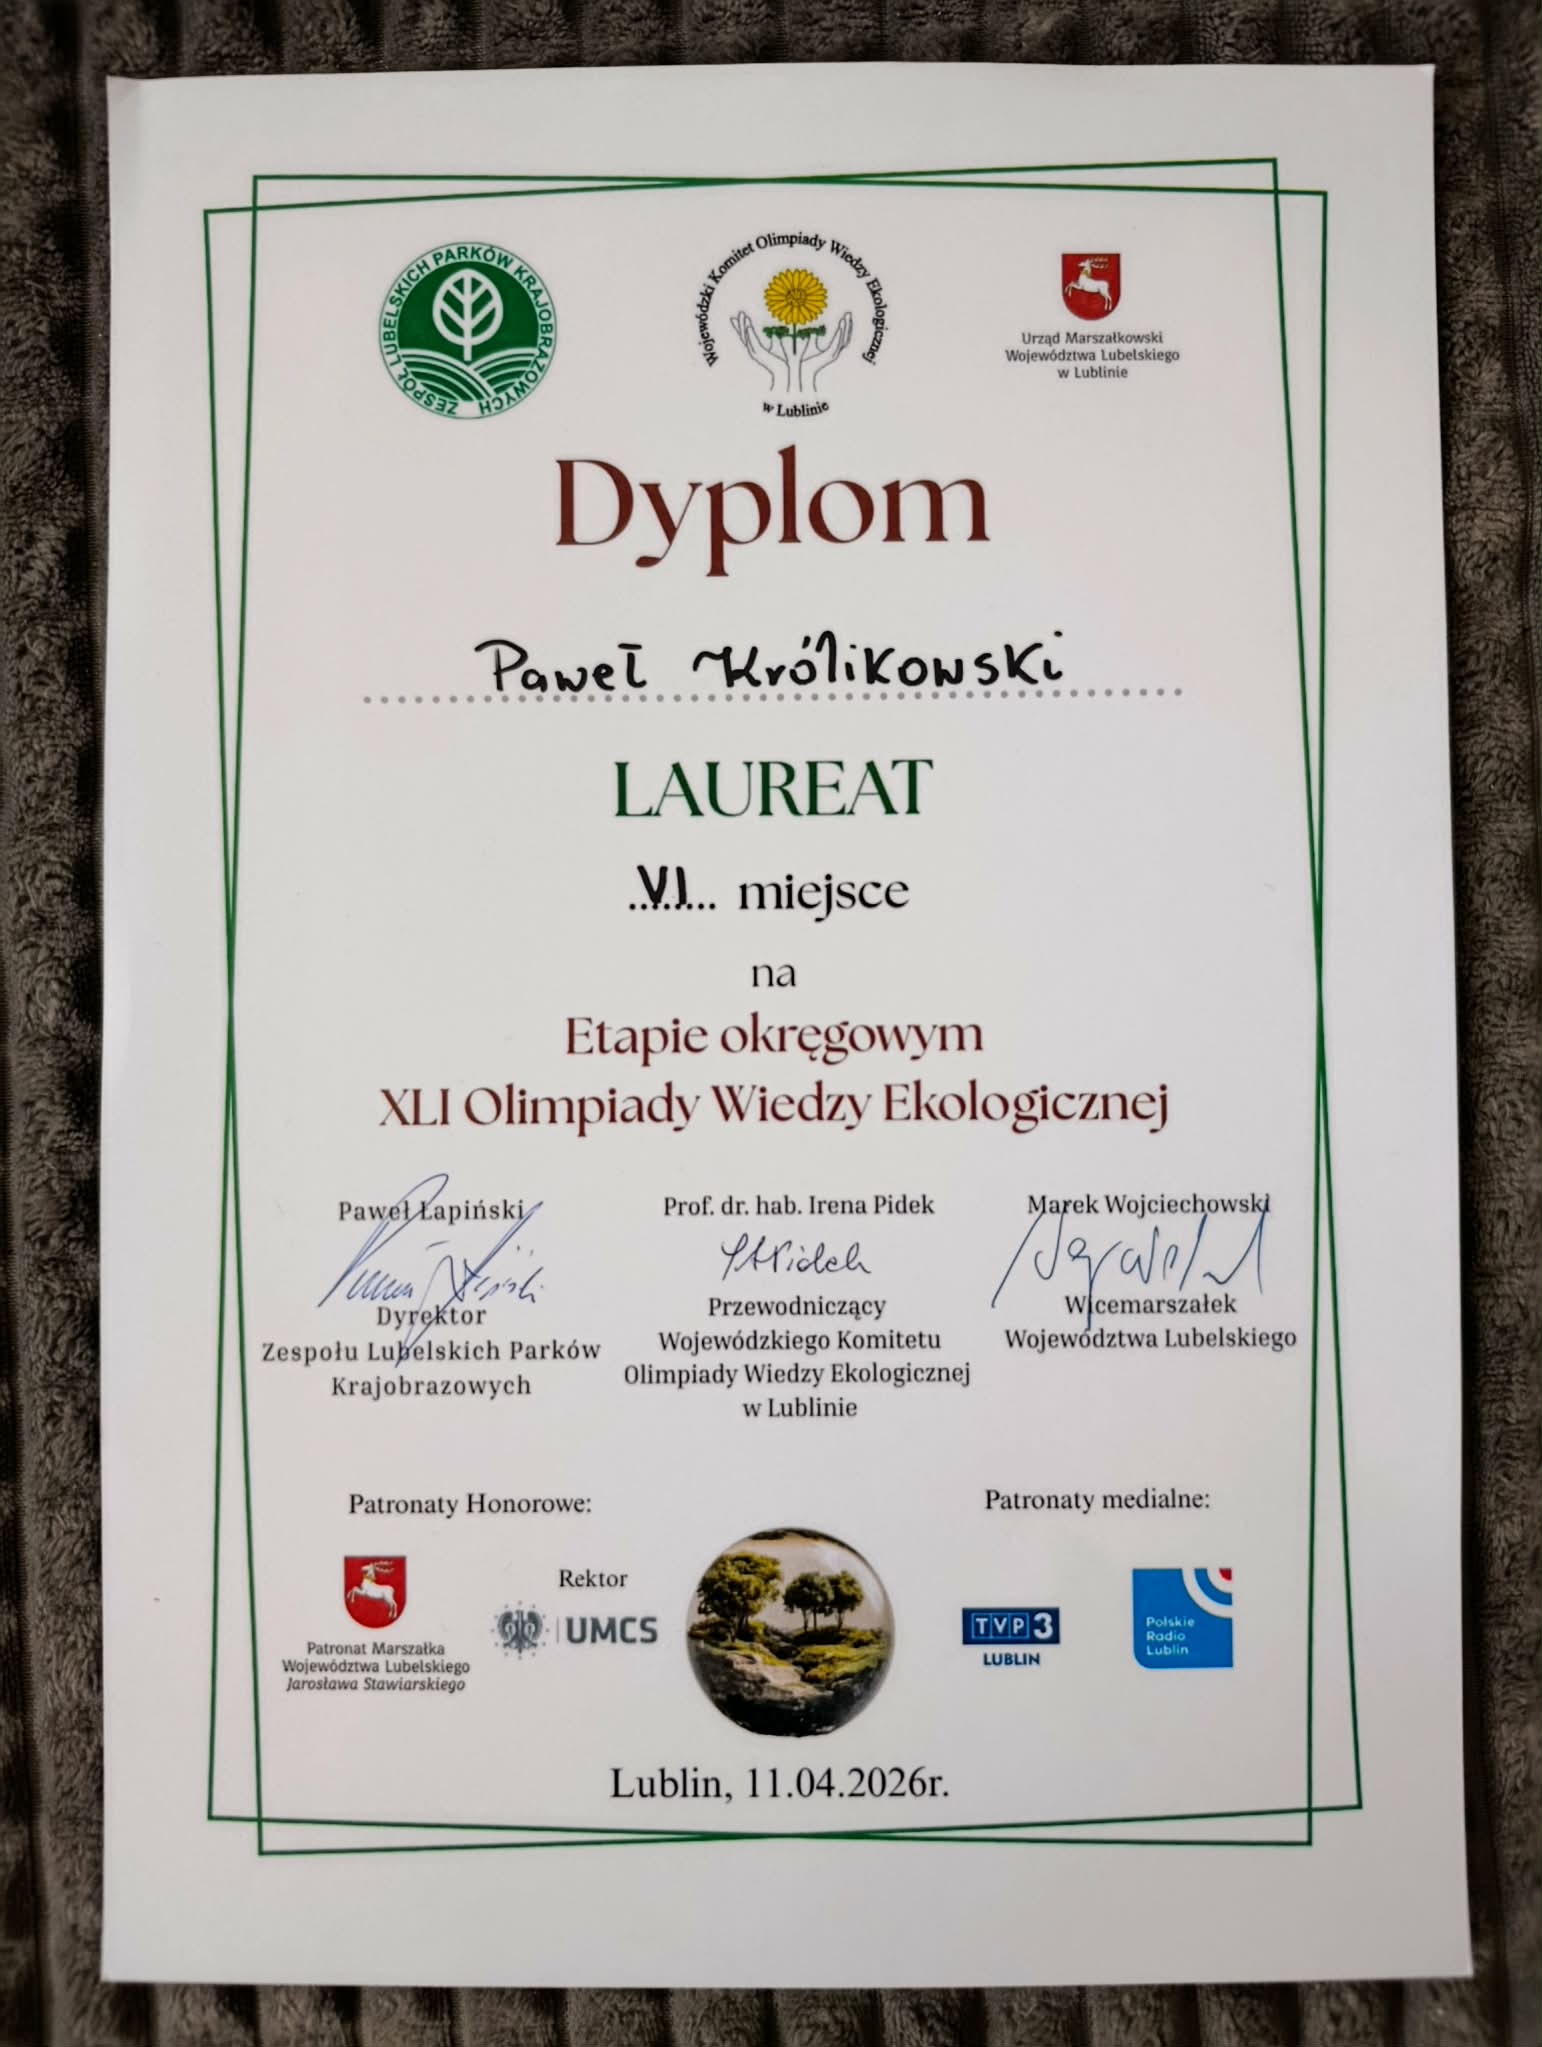 ZESPÓŁ LUBELSKICH PARKÓW KRAJOBRAZOWYCH
Wojewódzki Komitet Olimpiady Wiedzy Ekologicznej
w Lublinie
Urząd Marszałkowski
Województwa Lubelskiego
w Lublinie
Dyplom
Paweł Królikowski
LAUREAT
VI miejsce
na
Etapie okręgowym
XLI Olimpiady Wiedzy Ekologicznej
Paweł Łapiński
Dyrektor
Zespołu Lubelskich Parków
Krajobrazowych
Prof. dr. hab. Irena Pidek
Przewodniczący
Wojewódzkiego Komitetu
Olimpiady Wiedzy Ekologicznej
w Lublinie
Marek Wojciechowski
Wicemarszałek
Województwa Lubelskiego
Patronaty Honorowe:
Patronat Marszałka
Województwa Lubelskiego
Jarosława Stawiarskiego
Rektor
UMCS
Patronaty medialne:
TVP3
LUBLIN
Polskie
Radio
Lublin
Lublin, 11.04.2026r.